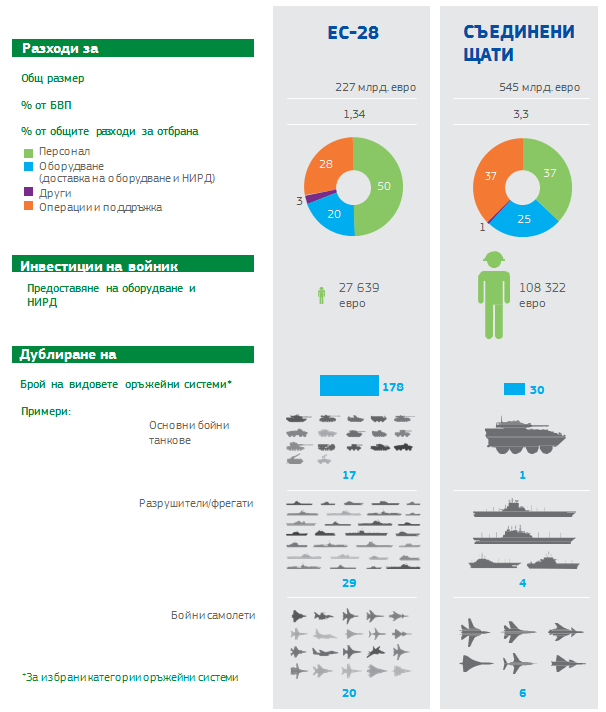 ЕС-28
СЪЕДИНЕНИ
ЩАТИ
Разходи за
Общ размер
227 млрд. евро
545 млрд. евро
% от БВП
1,34
3,3
% от общите разходи за отбрана
Персонал
Оборудване
(доставка на оборудване и НИРД)
Други
Операции и поддръжка
28
50
3
20
37
37
1
25
Инвестиции на войник
Предоставяне на оборудване и
НИРД
27 639
евро
108 322
евро
Дублиране на
Брой на видовете оръжейни системи*
178
30
Примери:
Основни бойни
танкове
17
1
Разрушители/фрегати
29
4
Бойни самолети
20
6
*За избрани категории оръжейни системи